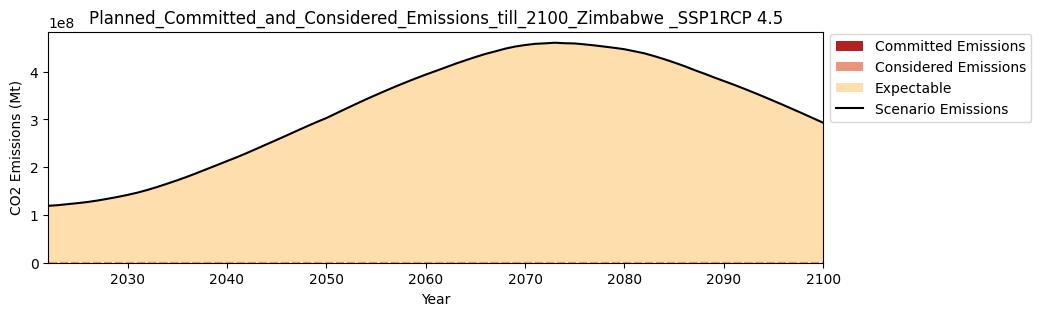 Planned_Committed_and_Considered_Emissions_till_2100_Zimbabwe _SSP1RCP 4.5
1e8
4
3
2
1
0
CO2 Emissions (Mt)
2030 2040 2050 2060 2070 2080 2090 2100
Year
Committed Emissions
Considered Emissions
Expectable
Scenario Emissions